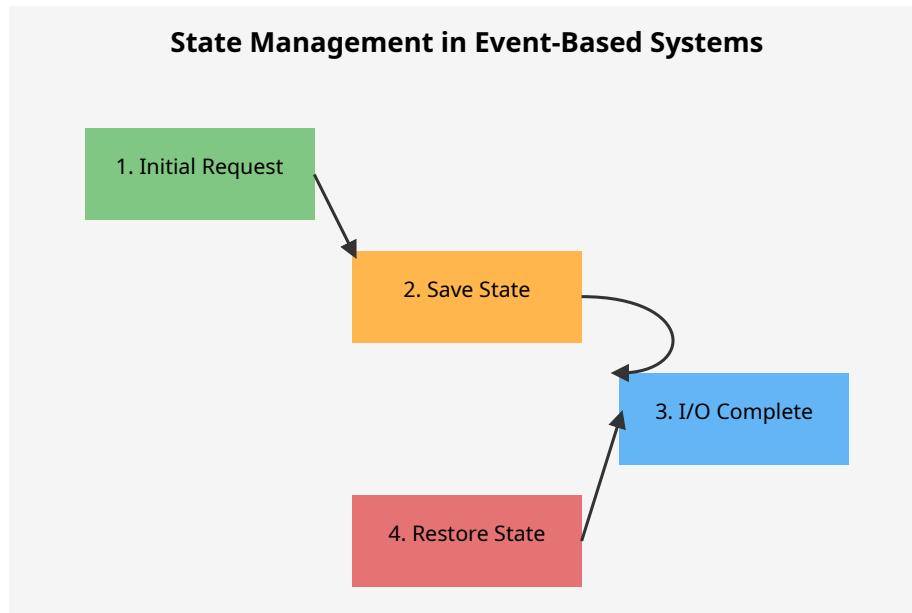 State Management in Event-Based Systems
1. Initial Request
2. Save State
3. I/O Complete
4. Restore State